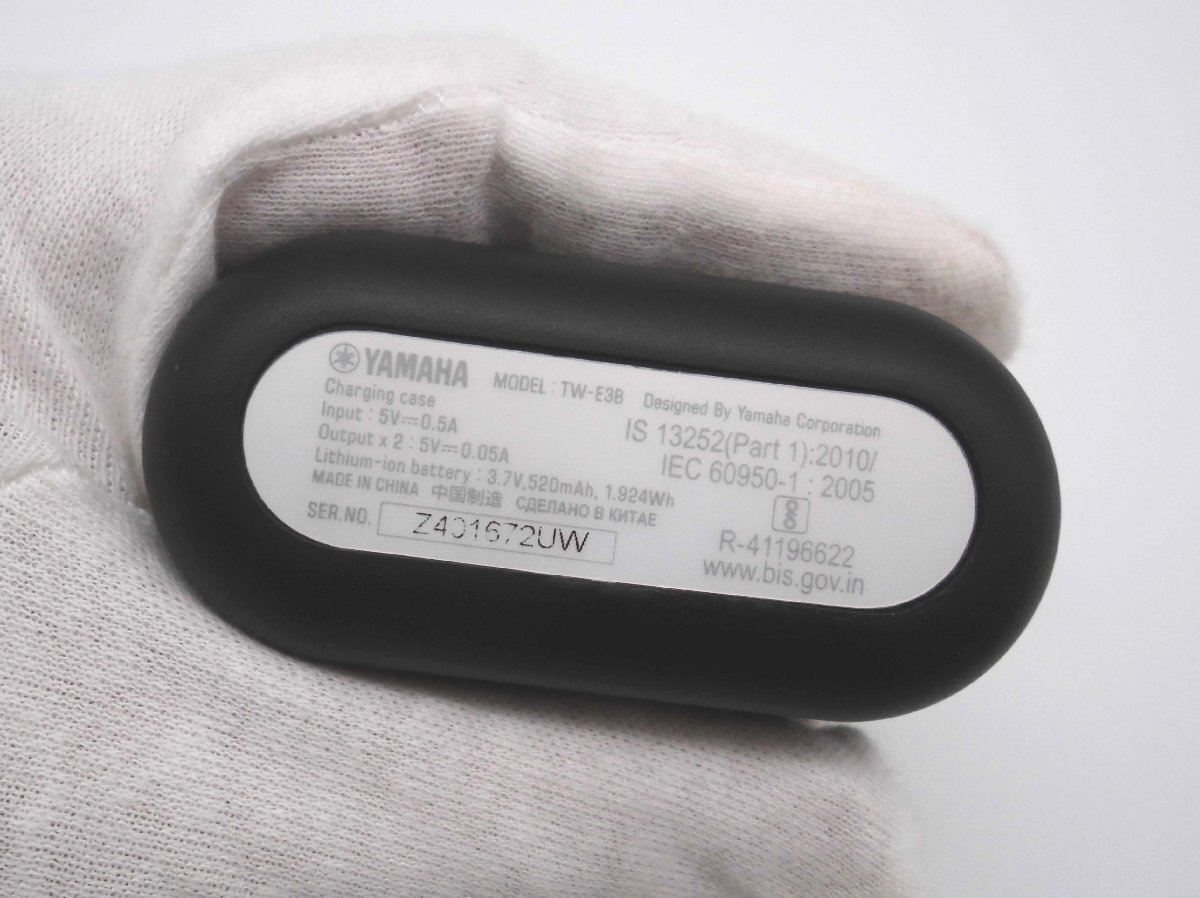 YAMAHA MODEL : TW-E3B Designed By Yamaha Corporation
Charging case
Input : 5V⎓0.5A
Output x 2 : 5V⎓0.05A
Lithium-ion battery : 3.7V,520mAh, 1.924Wh
MADE IN CHINA 中国制造 СДЕЛАНО В КИТАЕ
SER.NO. Z401672UW
IS 13252(Part 1):2010/
IEC 60950-1 : 2005
R-41196622
www.bis.gov.in